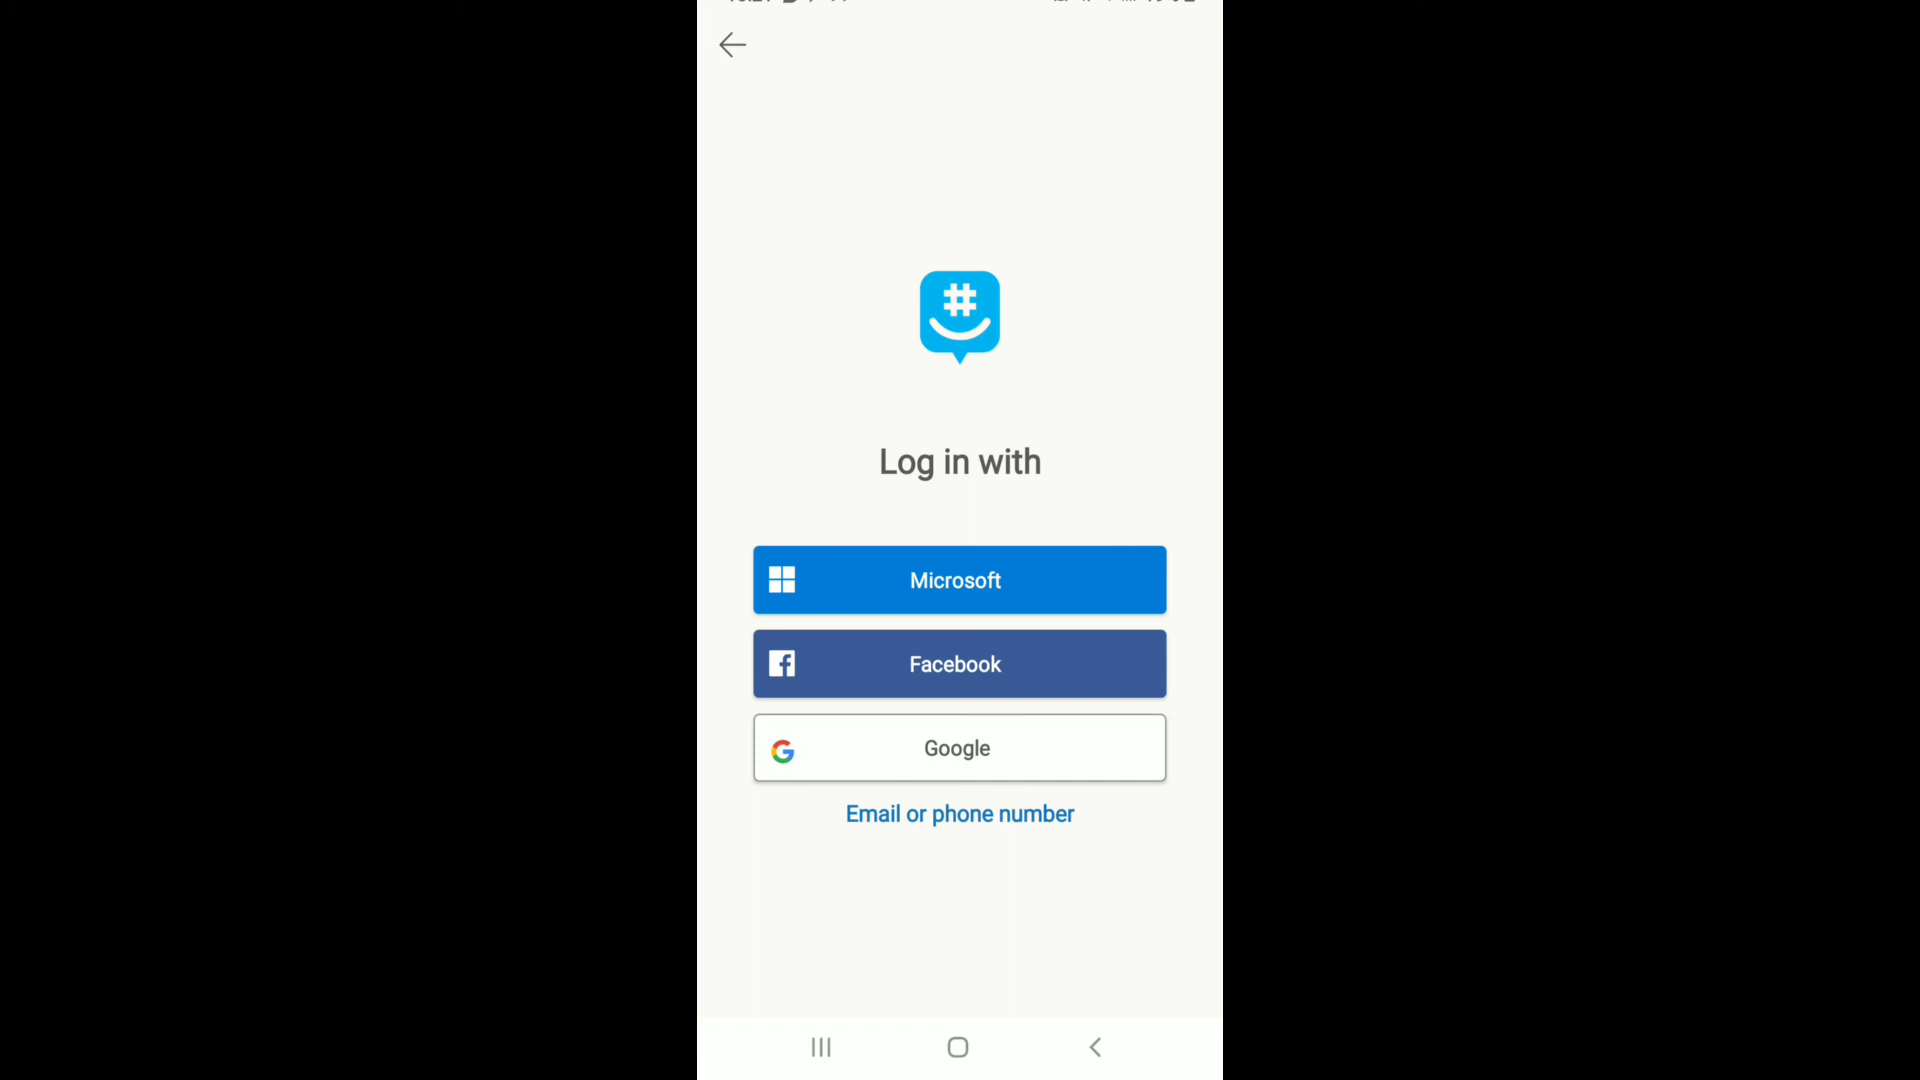 Log in with
Microsoft
Facebook
Google
Email or phone number